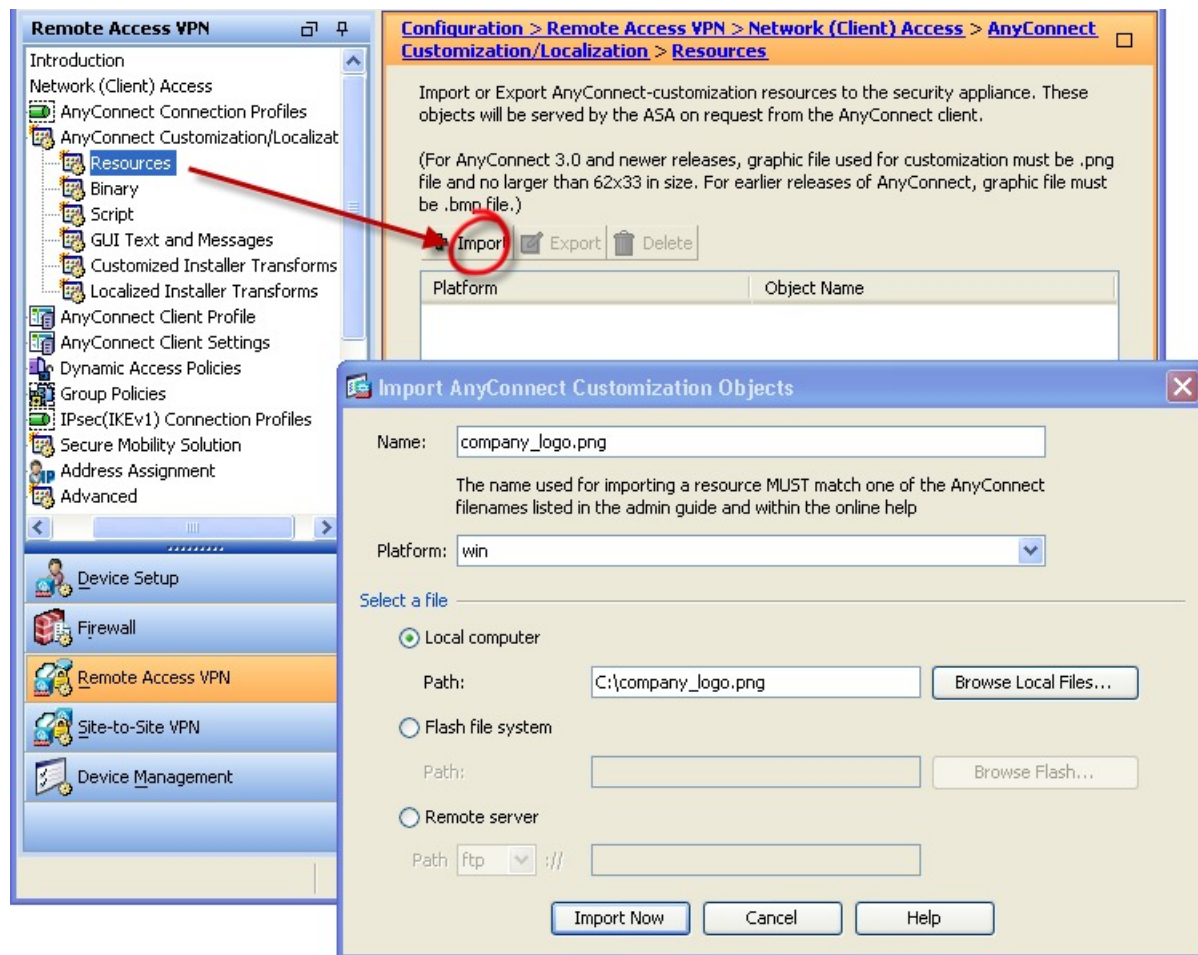 Remote Access VPN
Introduction
Network (Client) Access
AnyConnect Connection Profiles
AnyConnect Customization/Localizat
Resources
Binary
Script
GUI Text and Messages
Customized Installer Transforms
Localized Installer Transforms
AnyConnect Client Profile
AnyConnect Client Settings
Dynamic Access Policies
Group Policies
IPsec(IKEv1) Connection Profiles
Secure Mobility Solution
Address Assignment
Advanced
Device Setup
Firewall
Remote Access VPN
Site-to-Site VPN
Device Management
Configuration > Remote Access VPN > Network (Client) Access > AnyConnect
Customization/Localization > Resources
Import or Export AnyConnect-customization resources to the security appliance. These
objects will be served by the ASA on request from the AnyConnect client.
(For AnyConnect 3.0 and newer releases, graphic file used for customization must be .png
file and no larger than 62x33 in size. For earlier releases of AnyConnect, graphic file must
be .bmp file.)
Import Export Delete
Platform Object Name
Import AnyConnect Customization Objects
Name: company_logo.png
The name used for importing a resource MUST match one of the AnyConnect
filenames listed in the admin guide and within the online help
Platform: win
Select a file
Local computer
Path: C:\company_logo.png Browse Local Files...
Flash file system
Path: Browse Flash...
Remote server
Path ftp ://
Import Now Cancel Help